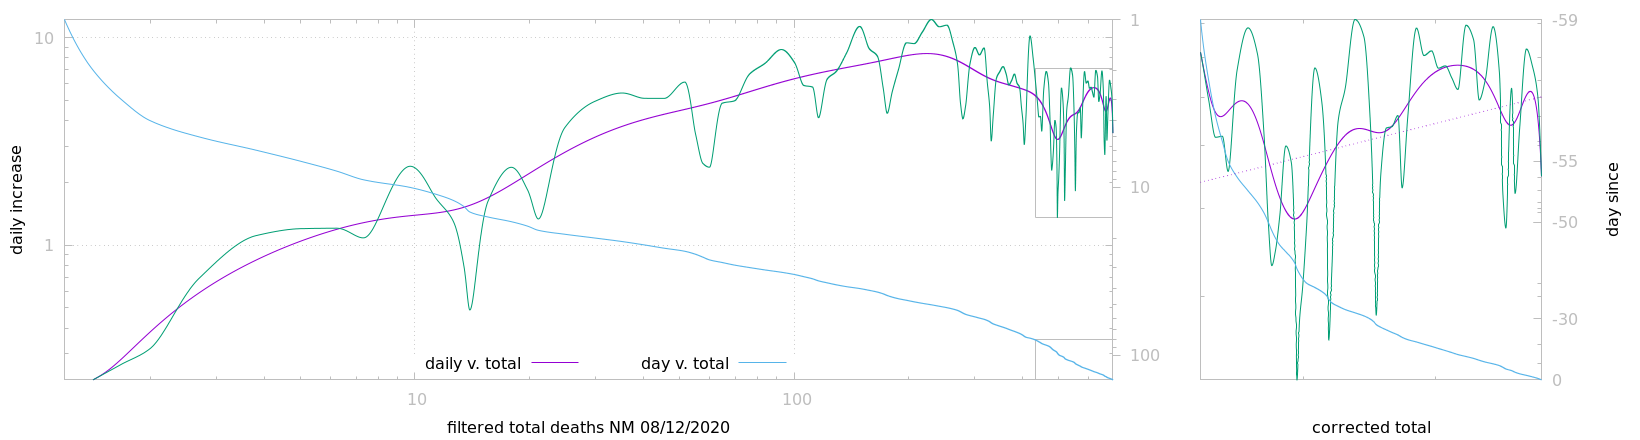 daily increase
10
1
daily v. total
day v. total
10
100
filtered total deaths NM 08/12/2020
1
10
100
corrected total
-59
-55
-50
-30
0
day since